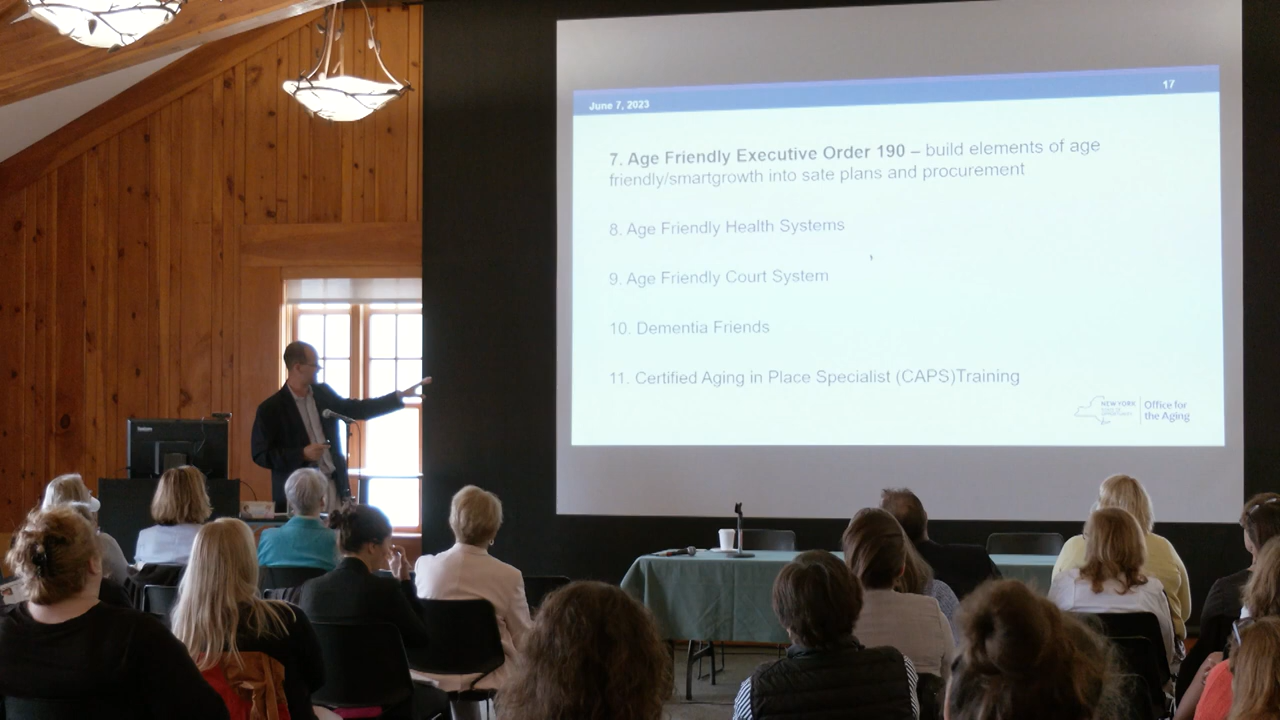 June 7, 2023
17
7. Age Friendly Executive Order 190 – build elements of age
friendly/smartgrowth into sate plans and procurement
8. Age Friendly Health Systems
9. Age Friendly Court System
10. Dementia Friends
11. Certified Aging in Place Specialist (CAPS)Training
NEW YORK
Office for
the Aging